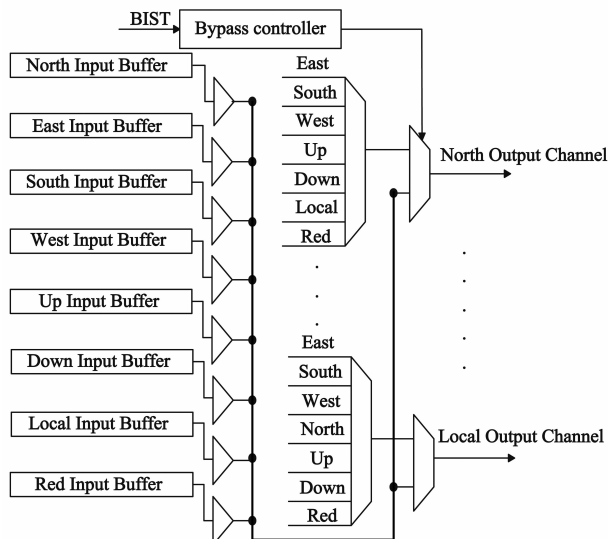 BIST
Bypass controller
North Input Buffer
East Input Buffer
South Input Buffer
West Input Buffer
Up Input Buffer
Down Input Buffer
Local Input Buffer
Red Input Buffer
East
South
West
Up
Down
Local
Red
North Output Channel
East
South
West
North
Up
Down
Red
Local Output Channel